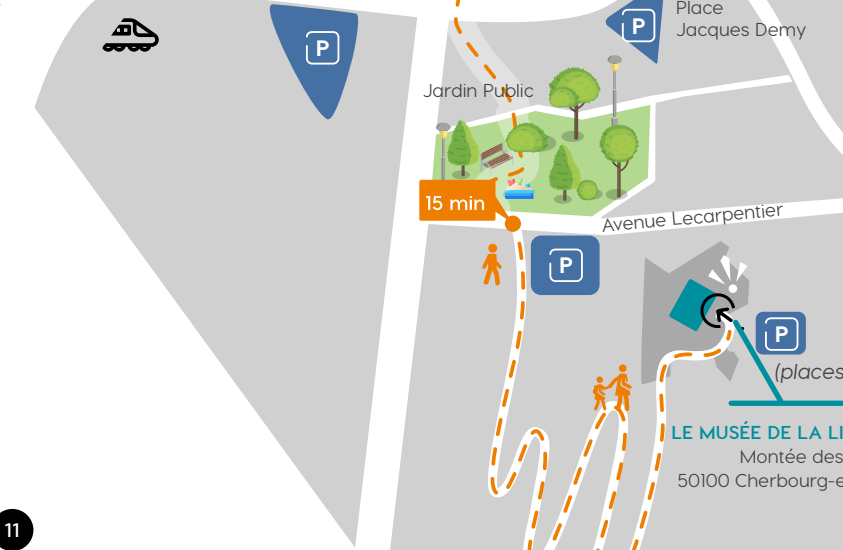 Place
Jacques Demy
P
P
Jardin Public
15 min
Avenue Lecarpentier
P
P
(places
LE MUSÉE DE LA LI
Montée des
50100 Cherbourg-e
11